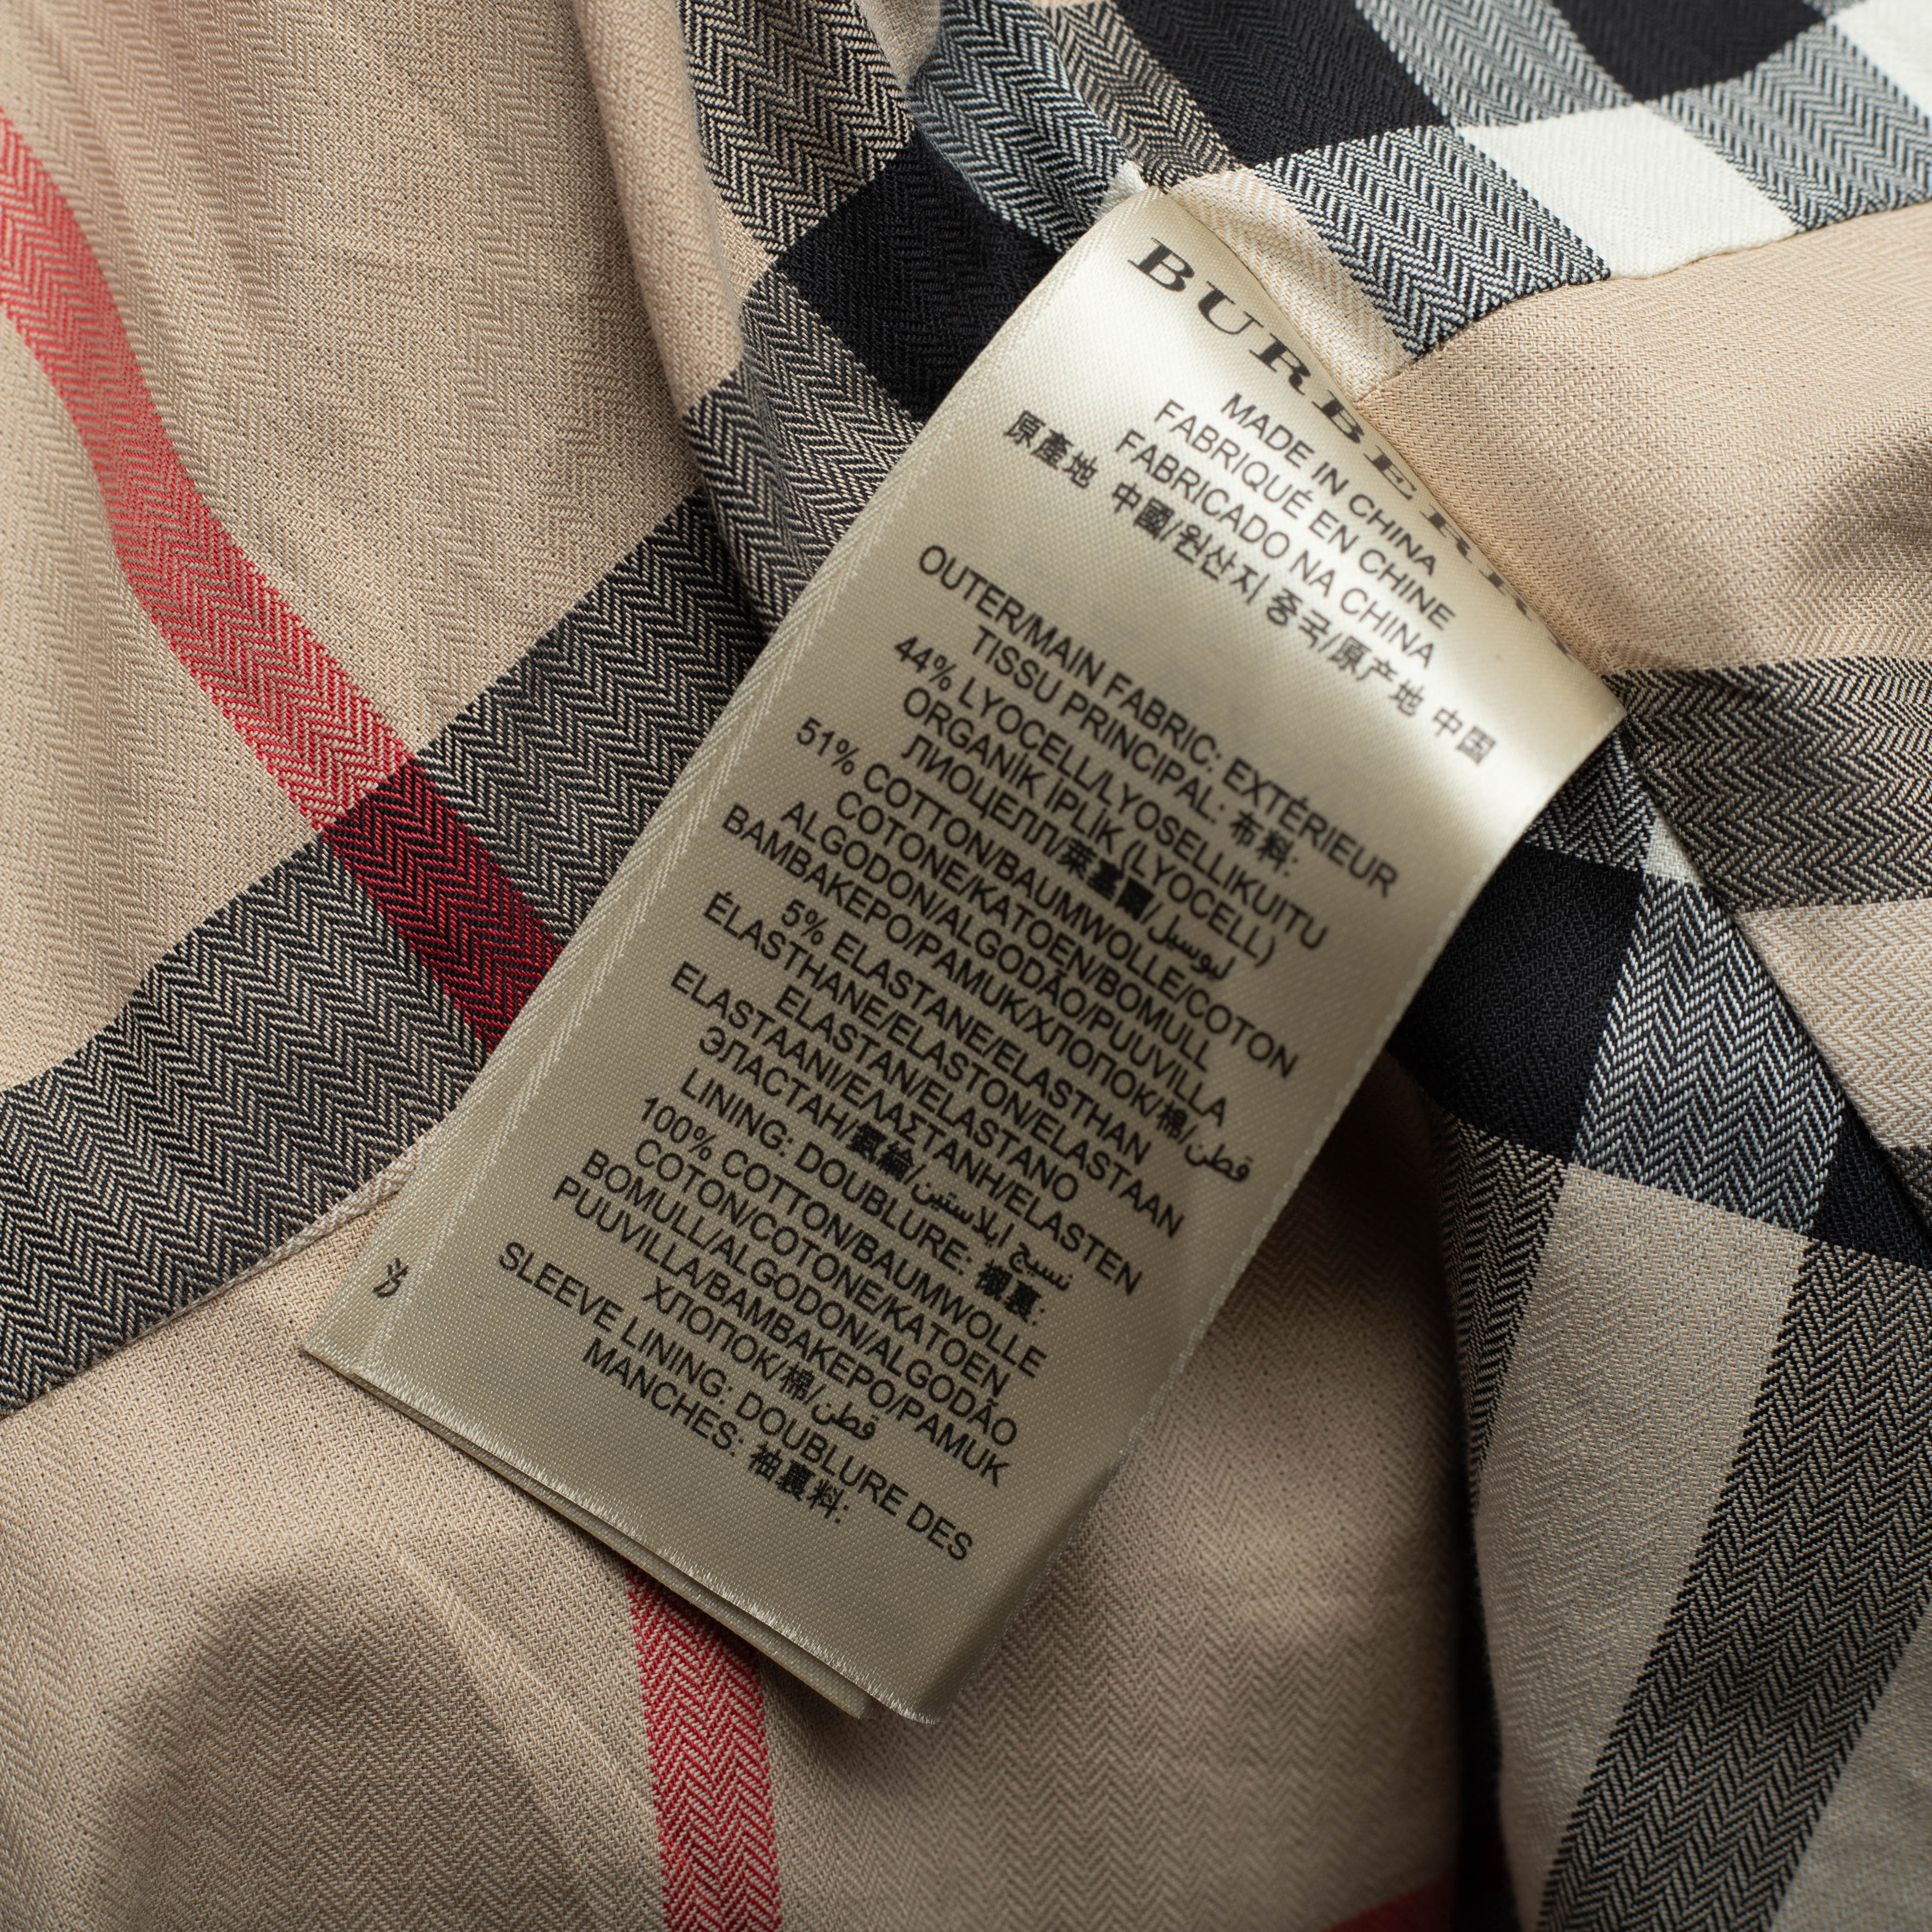 BURBERRY
MADE IN CHINA
FABRIQUÉ EN CHINE
FABRICADO NA CHINA
原產地 中國/원산지 중국/原产地 中国
OUTER/MAIN FABRIC: EXTÉRIEUR
TISSU PRINCIPAL: 布料:
44% LYOCELL/LYOSELLIKUITU
ORGANİK İPLİK (LYOCELL)
ЛИОЦЕЛЛ/萊賽爾/ليوسيل
51% COTTON/BAUMWOLLE/COTON
COTONE/KATOEN/BOMULL
ALGODON/ALGODÃO/PUUVILLA
BAMBAKEPO/PAMUK/ХЛОПОК/棉/قطن
5% ELASTANE/ELASTHAN
ÉLASTHANE/ELASTON/ELASTAAN
ELASTAN/ELASTANO
ELASTAANI/ΕΛΑΣΤΑΝΗ/ELASTEN
ЭЛАСТАН/氨綸/نسيج إيلاستين
LINING: DOUBLURE: 襯裏:
100% COTTON/BAUMWOLLE
COTON/COTONE/KATOEN
BOMULL/ALGODON/ALGODÃO
PUUVILLA/BAMBAKEPO/PAMUK
ХЛОПОК/棉/قطن
SLEEVE LINING: DOUBLURE DES
MANCHES: 袖裏料: